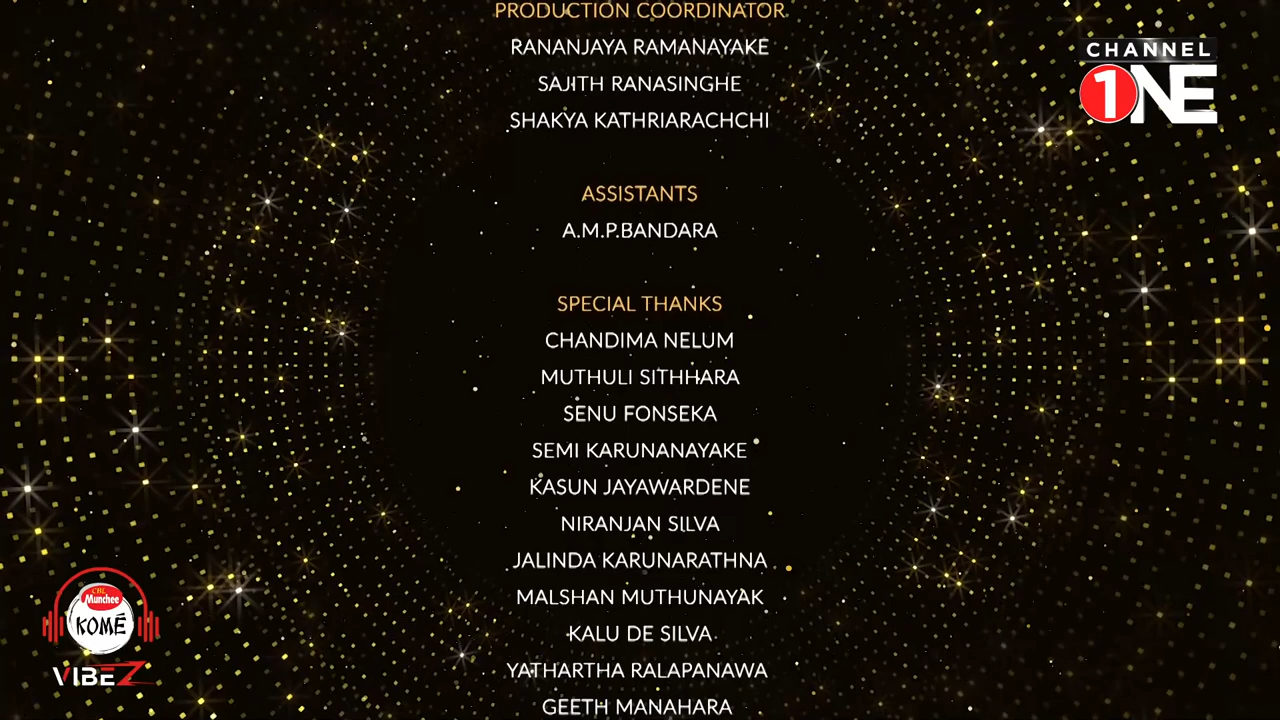 PRODUCTION COORDINATOR
RANANJAYA RAMANAYAKE
SAJITH RANASINGHE
SHAKYA KATHRIARACHCHI
CHANNEL
1NE
ASSISTANTS
A.M.P.BANDARA
SPECIAL THANKS
CHANDIMA NELUM
MUTHULI SITHHARA
SENU FONSEKA
SEMI KARUNANAYAKE
KASUN JAYAWARDENE
NIRANJAN SILVA
JALINDA KARUNARATHNA
MALSHAN MUTHUNAYAK
KALU DE SILVA
YATHARTHA RALAPANAWA
GEETH MANAHARA
CBL
Munchee
KOMÉ
VIBEZ